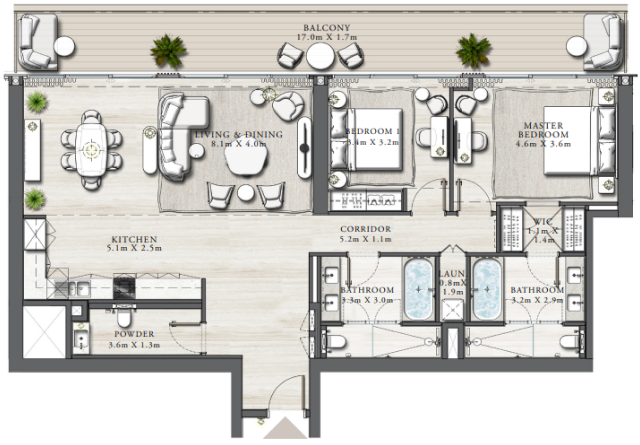 BALCONY
17.0m X 1.7m
LIVING & DINING
8.1m X 4.0m
BEDROOM 1
3.4m X 3.2m
MASTER
BEDROOM
4.6m X 3.6m
KITCHEN
5.1m X 2.5m
CORRIDOR
5.2m X 1.1m
WIC
1.1m X
1.4m
BATHROOM
3.3m X 3.0m
LAUN.
0.8mX
1.9m
BATHROOM
3.2m X 2.9m
POWDER
3.6m X 1.3m